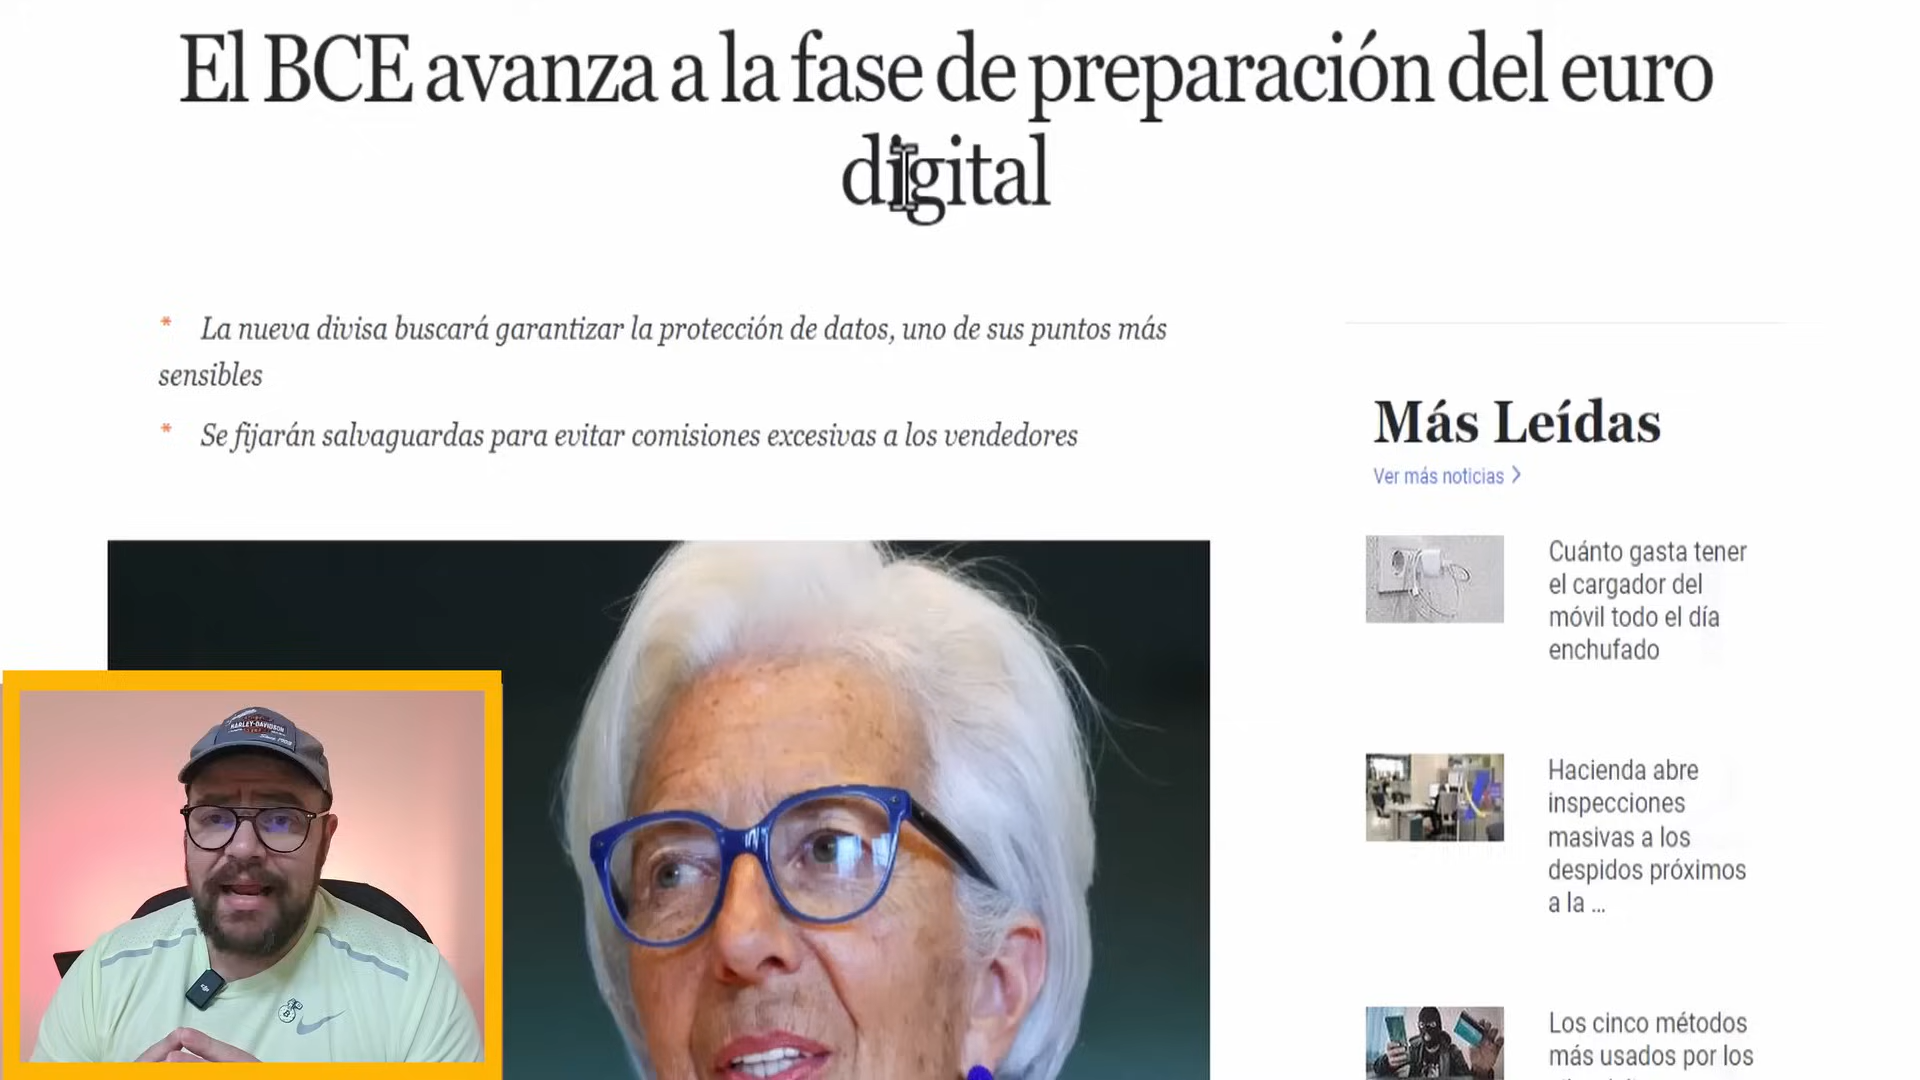 El BCE avanza a la fase de preparación del euro
digital
* La nueva divisa buscará garantizar la protección de datos, uno de sus puntos más
sensibles
* Se fijarán salvaguardas para evitar comisiones excesivas a los vendedores
Más Leídas
Ver más noticias
Cuánto gasta tener
el cargador del
móvil todo el día
enchufado
Hacienda abre
inspecciones
masivas a los
despidos próximos
a la ...
Los cinco métodos
más usados por los
HARLEY-DAVIDSON
dji